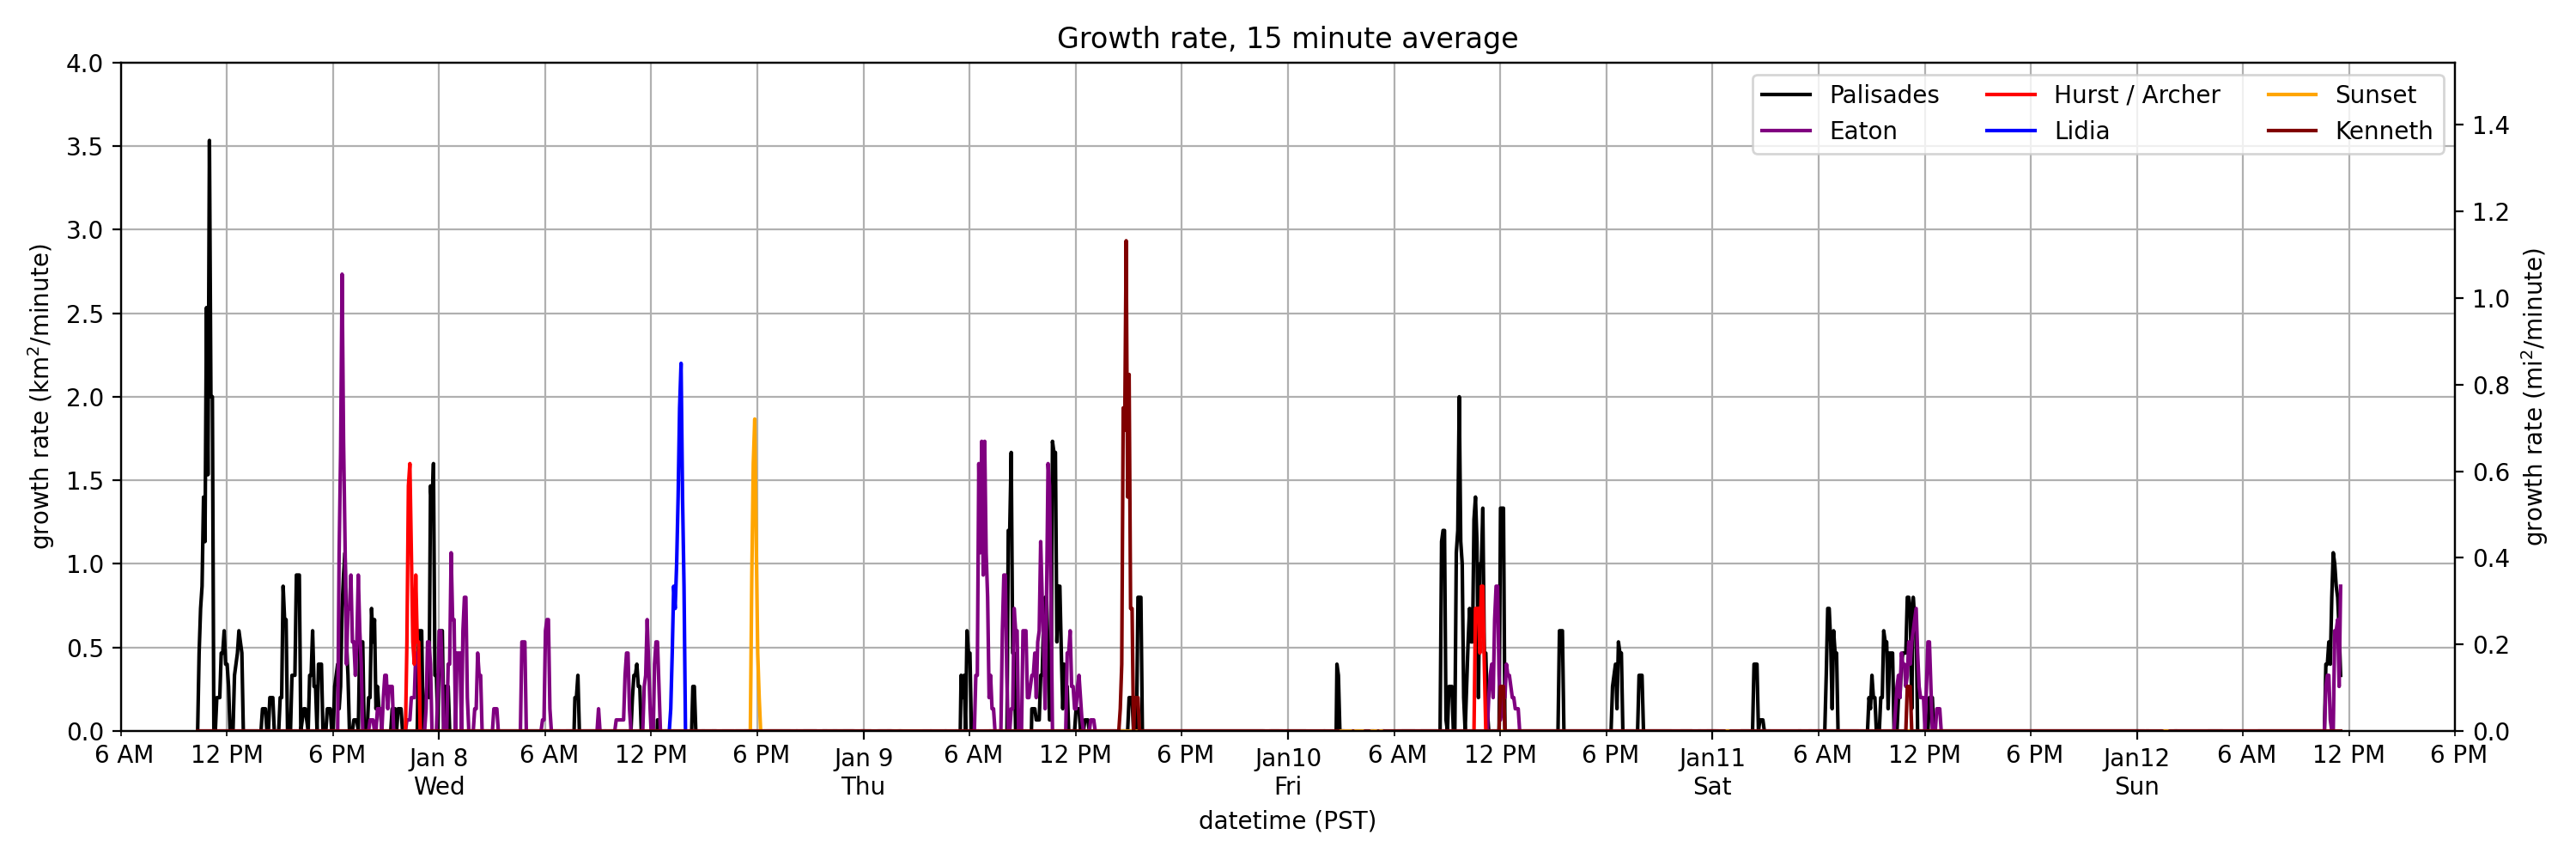 Growth rate, 15 minute average
growth rate (km²/minute)
4.0
3.5
3.0
2.5
2.0
1.5
1.0
0.5
0.0
Palisades
Eaton
Hurst / Archer
Lidia
Sunset
Kenneth
1.4
1.2
1.0
0.8
0.6
0.4
0.2
0.0
growth rate (mi²/minute)
6 AM 12 PM 6 PM Jan 8 6 AM 12 PM 6 PM Jan 9 6 AM 12 PM 6 PM Jan10 6 AM 12 PM 6 PM Jan11 6 AM 12 PM 6 PM Jan12 6 AM 12 PM 6 PM
Wed Thu Fri Sat Sun
datetime (PST)